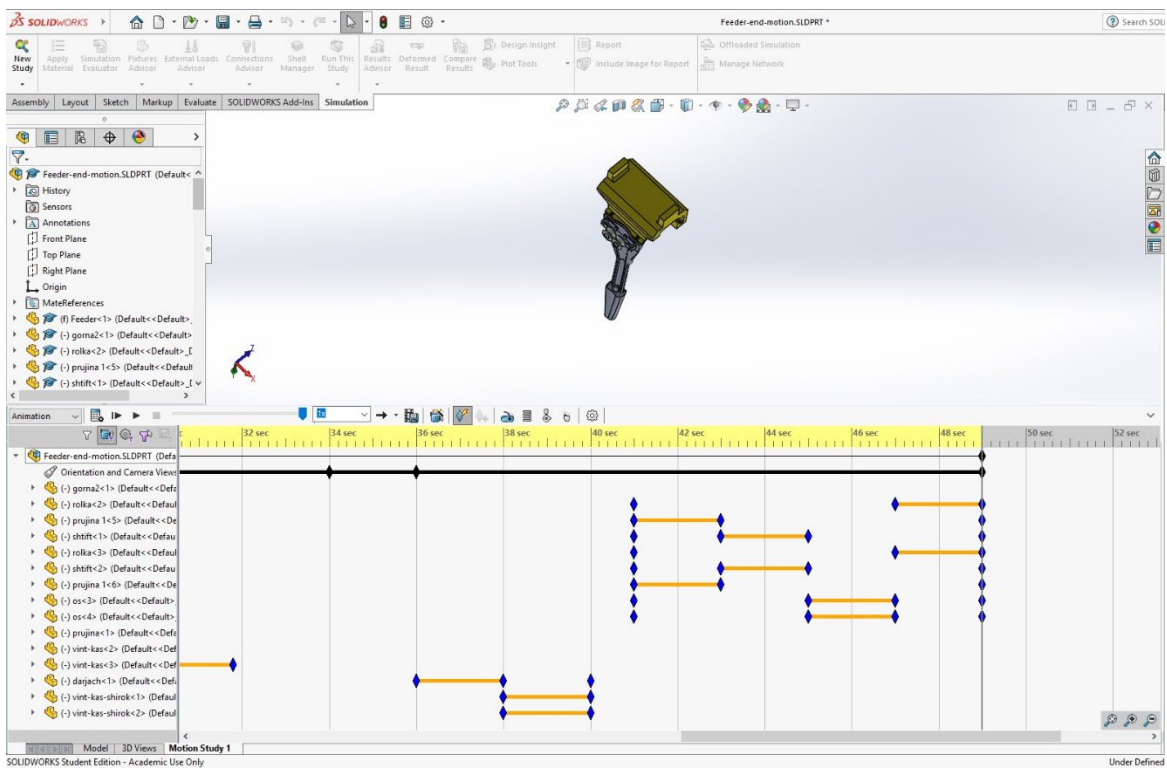 SOLIDWORKS
Feeder-end-motion.SLDPRT *
Search SOLI
New Study
Apply Material
Simulation Evaluator
Fixtures Advisor
External Loads Advisor
Connections Advisor
Shell Manager
Run This Study
Results Advisor
Deformed Result
Compare Results
Design Insight
Plot Tools
Report
Include Image for Report
Offloaded Simulation
Manage Network
Assembly Layout Sketch Markup Evaluate SOLIDWORKS Add-Ins Simulation
Feeder-end-motion.SLDPRT (Default<
History
Sensors
Annotations
Front Plane
Top Plane
Right Plane
Origin
MateReferences
(f) Feeder<1> (Default<<Default>_
(-) gorna2<1> (Default<<Default>
(-) rolka<2> (Default<<Default>_[
(-) prujina 1<5> (Default<<Default
(-) shtift<1> (Default<<Default>_[
Z
X
Animation
1x
32 sec 34 sec 36 sec 38 sec 40 sec 42 sec 44 sec 46 sec 48 sec 50 sec 52 sec
Feeder-end-motion.SLDPRT (Defa
Orientation and Camera Views
(-) gorna2<1> (Default<<Defa
(-) rolka<2> (Default<<Defaul
(-) prujina 1<5> (Default<<De
(-) shtift<1> (Default<<Defau
(-) rolka<3> (Default<<Defaul
(-) shtift<2> (Default<<Defau
(-) prujina 1<6> (Default<<De
(-) os<3> (Default<<Default>_
(-) os<4> (Default<<Default>_
(-) prujina<1> (Default<<Defa
(-) vint-kas<2> (Default<<Def
(-) vint-kas<3> (Default<<Def
(-) darjach<1> (Default<<Defa
(-) vint-kas-shirok<1> (Defaul
(-) vint-kas-shirok<2> (Defaul
Model 3D Views Motion Study 1
SOLIDWORKS Student Edition - Academic Use Only
Under Defined